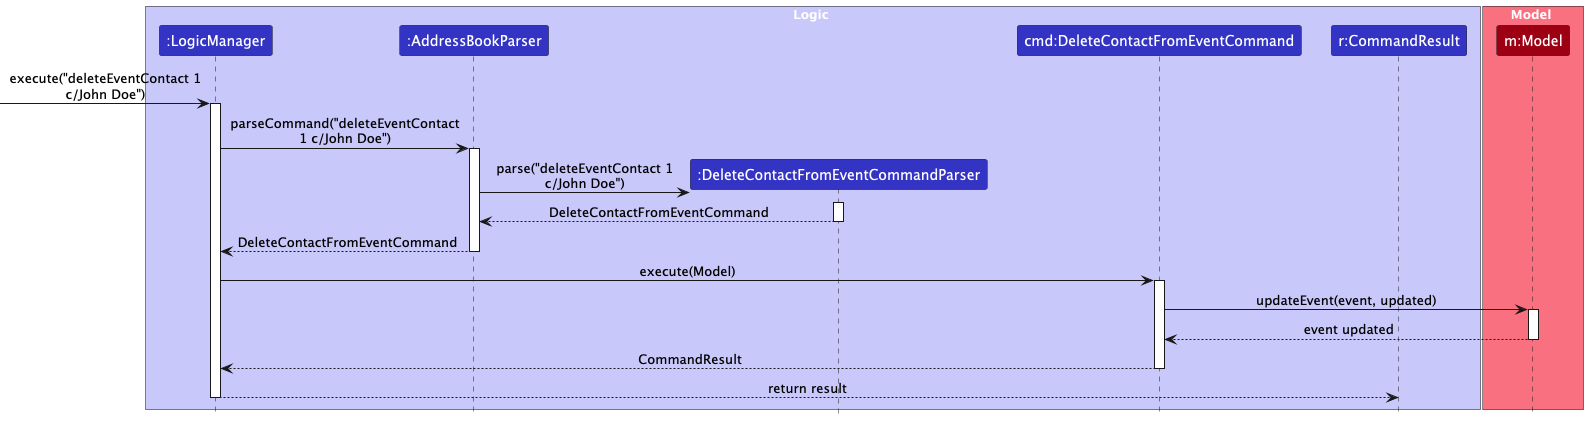 Logic
Model
:LogicManager
:AddressBookParser
cmd:DeleteContactFromEventCommand
r:CommandResult
m:Model
execute("deleteEventContact 1
c/John Doe")
parseCommand("deleteEventContact
1 c/John Doe")
parse("deleteEventContact 1
c/John Doe")
:DeleteContactFromEventCommandParser
DeleteContactFromEventCommand
DeleteContactFromEventCommand
execute(Model)
updateEvent(event, updated)
event updated
CommandResult
return result